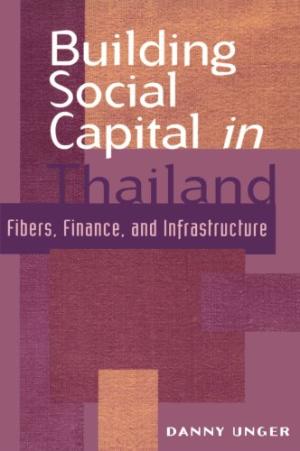 Building
Social
Capital in
Thailand
Fibers, Finance, and Infrastructure
DANNY UNGER